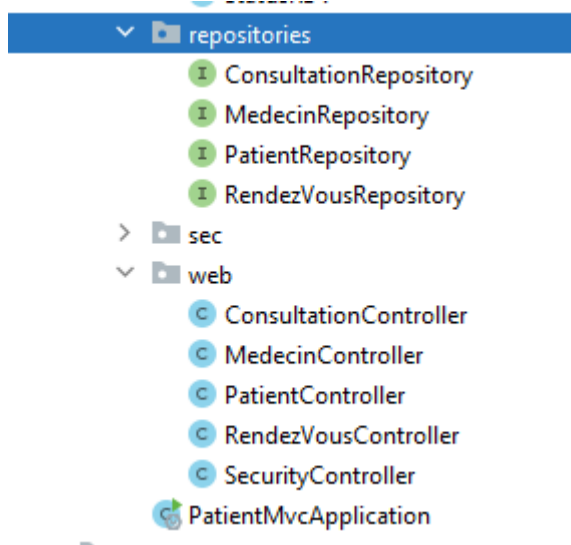 repositories
I ConsultationRepository
I MedecinRepository
I PatientRepository
I RendezVousRepository
sec
web
C ConsultationController
C MedecinController
C PatientController
C RendezVousController
C SecurityController
PatientMvcApplication